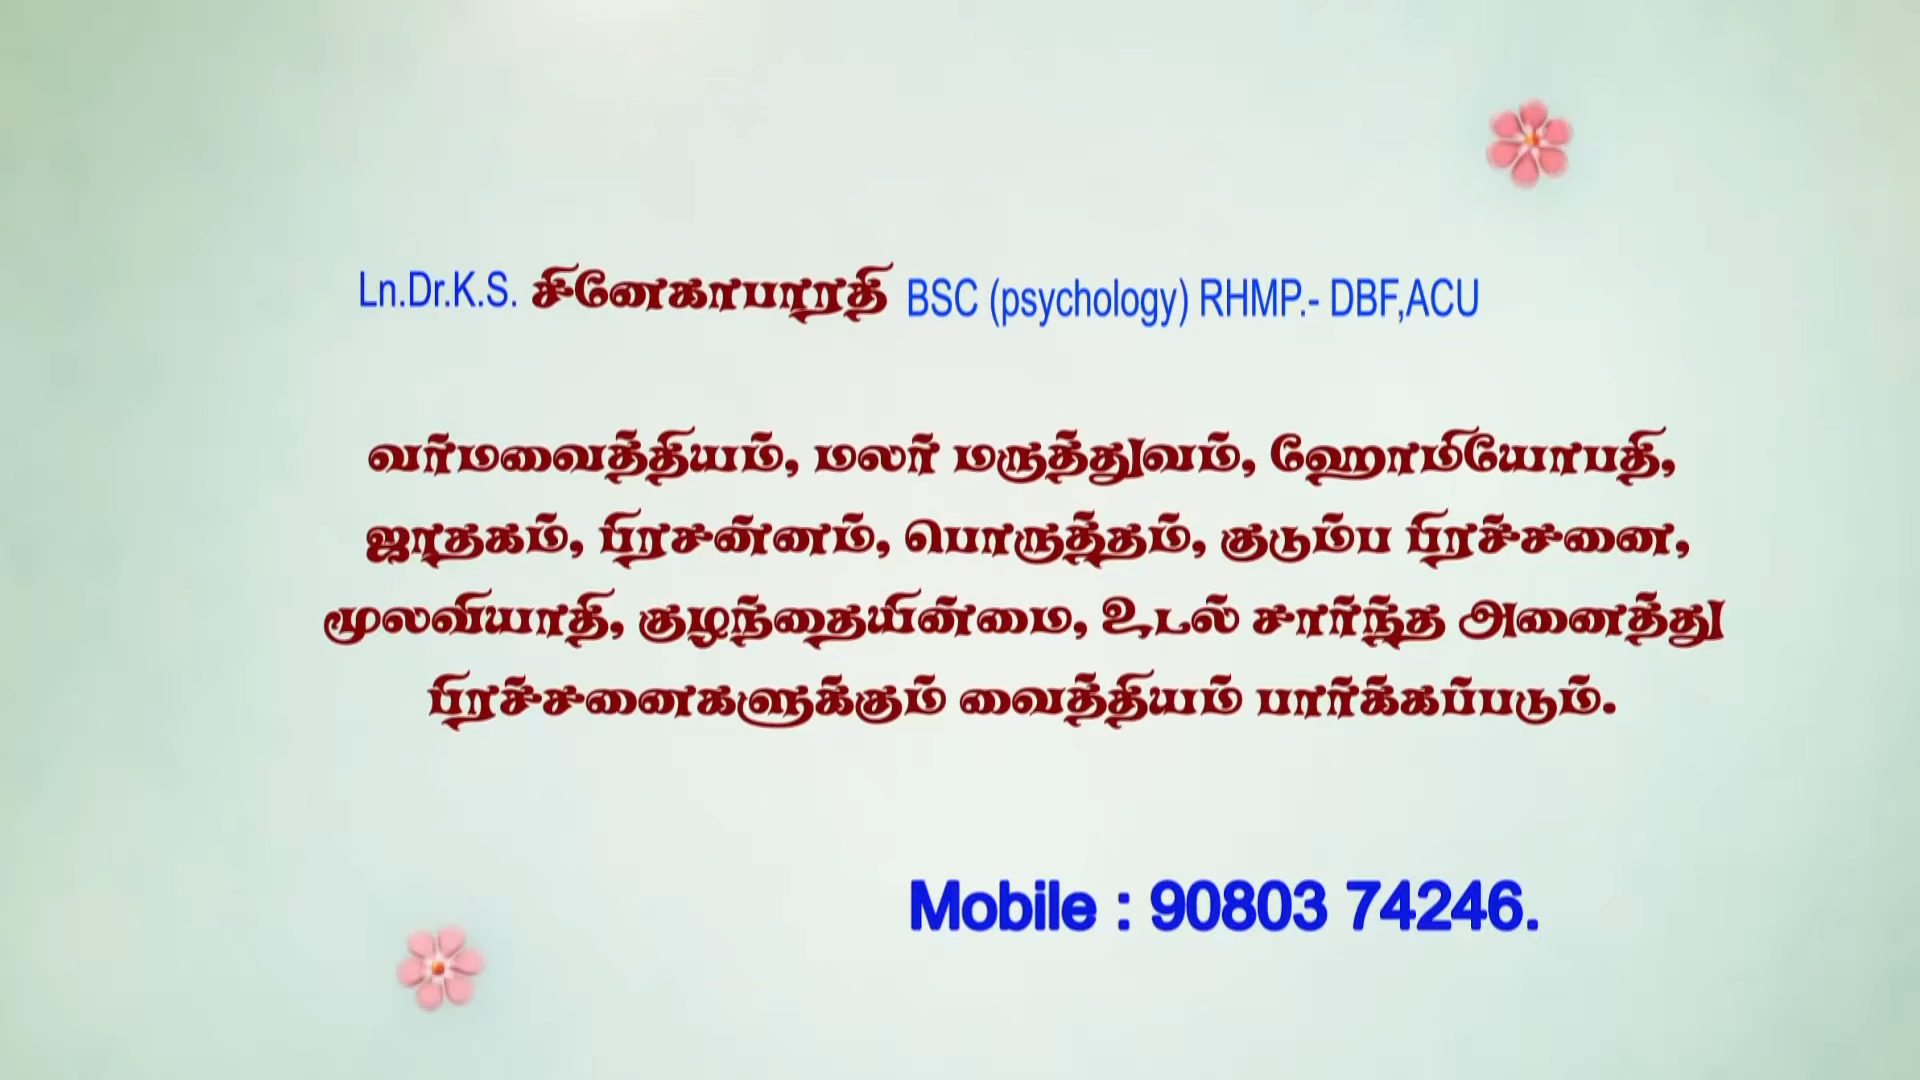 Ln.Dr.K.S. சினேகாபாரதி BSC (psychology) RHMP.- DBF,ACU
வர்மவைத்தியம், மலர் மருத்துவம், ஹோமியோபதி,
ஜாதகம், பிரசன்னம், பொருத்தம், குடும்ப பிரச்சனை,
மூலவியாதி, குழந்தையின்மை, உடல் சார்ந்த அனைத்து
பிரச்சனைகளுக்கும் வைத்தியம் பார்க்கப்படும்.
Mobile : 90803 74246.